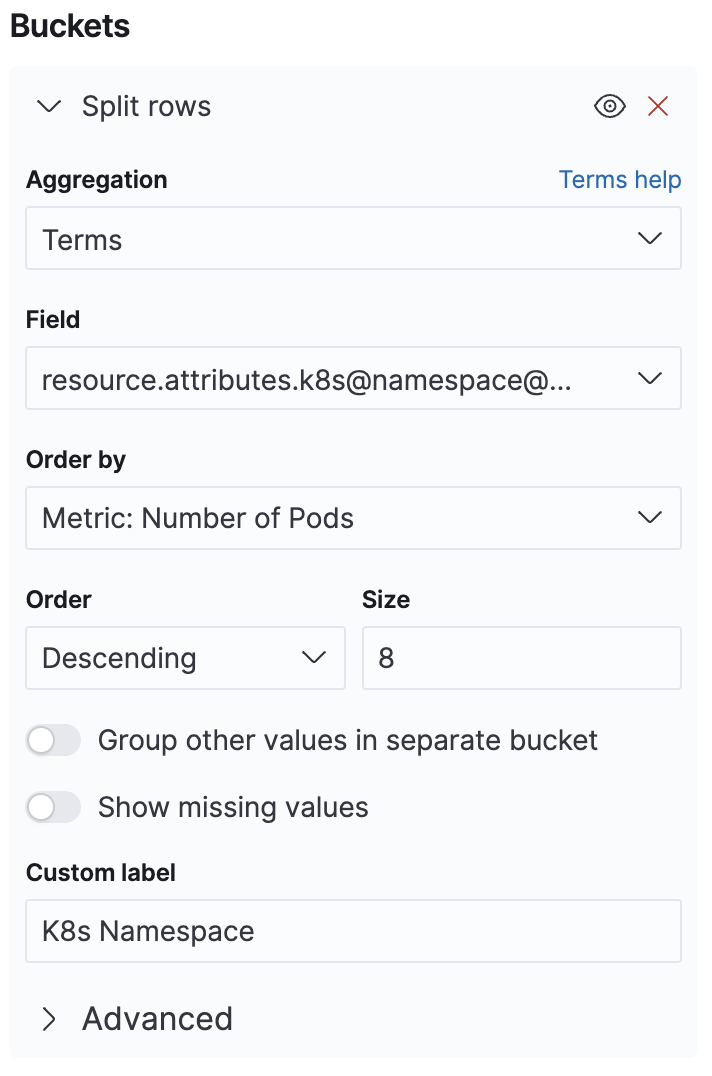 Buckets
Split rows
Aggregation
Terms help
Terms
Field
resource.attributes.k8s@namespace@...
Order by
Metric: Number of Pods
Order
Size
Descending
8
Group other values in separate bucket
Show missing values
Custom label
K8s Namespace
Advanced